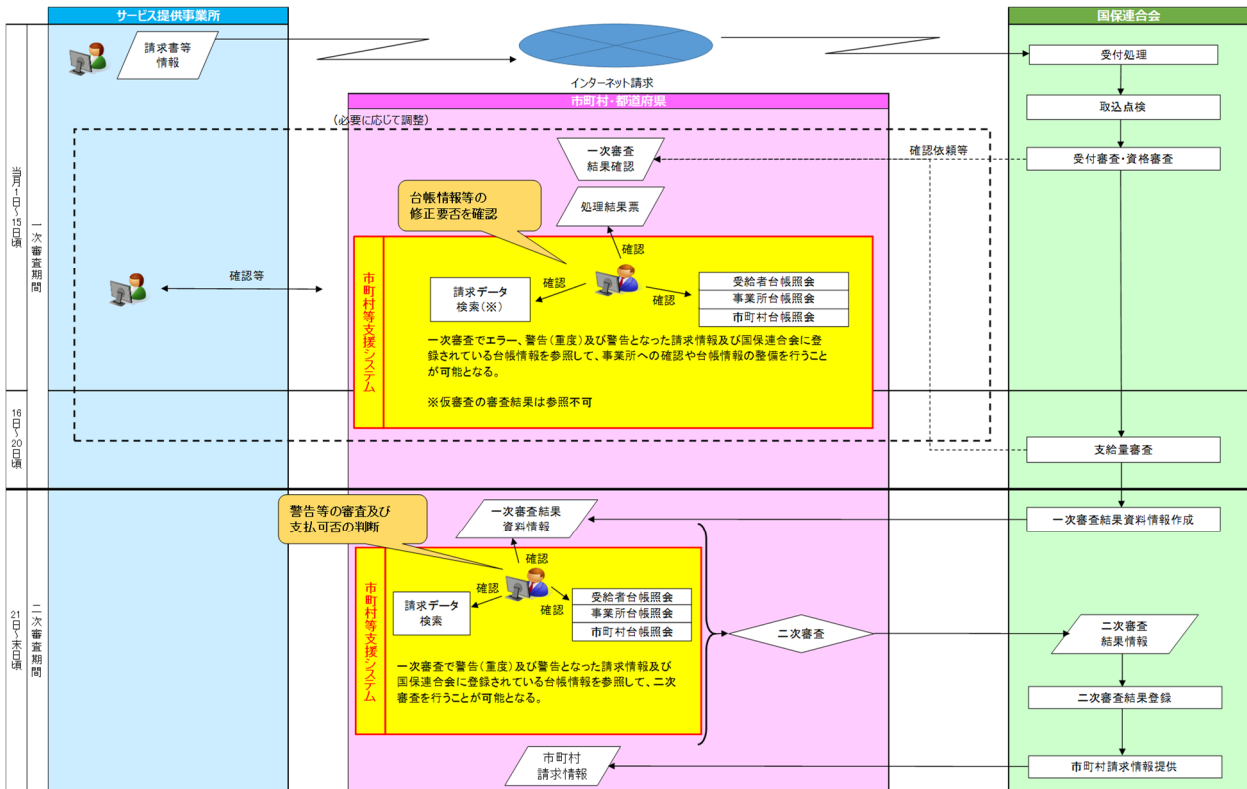 サービス提供事業所
国保連合会
請求書等
情報
インターネット請求
受付処理
市町村・都道府県
(必要に応じて調整)
取込点検
一次審査
結果確認
確認依頼等
受付審査・資格審査
当月1日～15日頃
一次審査期間
台帳情報等の
修正要否を確認
処理結果票
確認
市町村等支援システム
確認等
確認
請求データ
検索(※)
確認
受給者台帳照会
事業所台帳照会
市町村台帳照会
一次審査でエラー、警告(重度)及び警告となった請求情報及び国保連合会に登
録されている台帳情報を参照して、事業所への確認や台帳情報の整備を行うこと
が可能となる。
※仮審査の審査結果は参照不可
16日～20日頃
支給量審査
21日～末日頃
二次審査期間
警告等の審査及び
支払可否の判断
一次審査結果
資料情報
一次審査結果資料情報作成
確認
市町村等支援システム
確認
請求データ
検索
確認
受給者台帳照会
事業所台帳照会
市町村台帳照会
二次審査
二次審査
結果情報
一次審査で警告(重度)及び警告となった請求情報及び
国保連合会に登録されている台帳情報を参照して、二次
審査を行うことが可能となる。
二次審査結果登録
市町村
請求情報
市町村請求情報提供